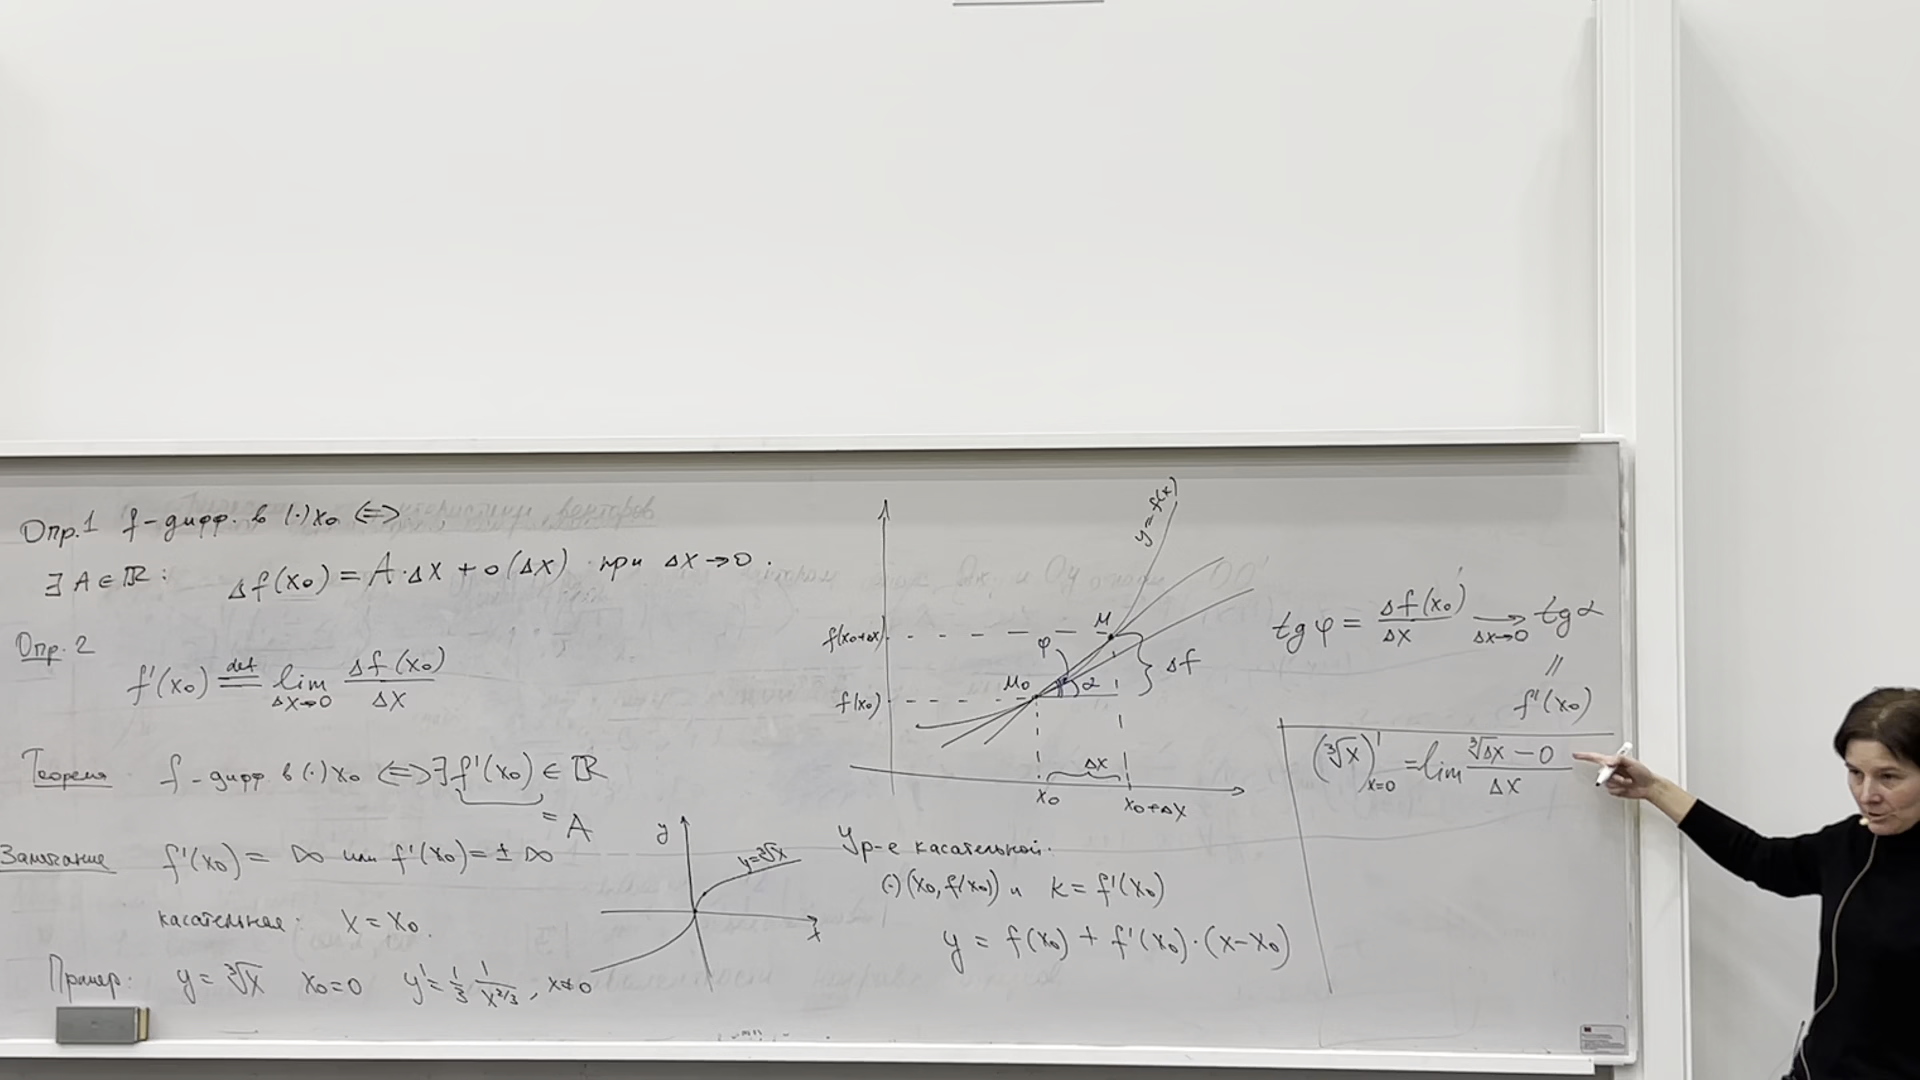 Опр.1 f-дифф. в (·)x₀ ⟺
∃ A ∈ ℝ : Δf(x₀) = A·Δx + o(Δx) при Δx→0.
Опр. 2
f'(x₀) def= lim Δx→0 Δf(x₀)/Δx
Теорема f-дифф в (·) x₀ ⟺ ∃ f'(x₀) ∈ ℝ
= A
Замечание f'(x₀) = ∞ или f'(x₀) = ±∞
касательная: x = x₀.
Пример: y = ∛x x₀=0 y' = 1/3 · 1/x^(2/3), x≠0
y
y=∛x
x
y=f(x)
f(x₀+Δx)
M
φ
Δf
M₀
α
f(x₀)
Δx
x₀
x₀+Δx
Ур-е касательной:
(·)(x₀, f(x₀)) и k = f'(x₀)
y = f(x₀) + f'(x₀)·(x-x₀)
tg φ = Δf(x₀)/Δx → Δx→0 tg α
=
f'(x₀)
(∛x)' x=0 = lim (∛Δx - 0)/Δx